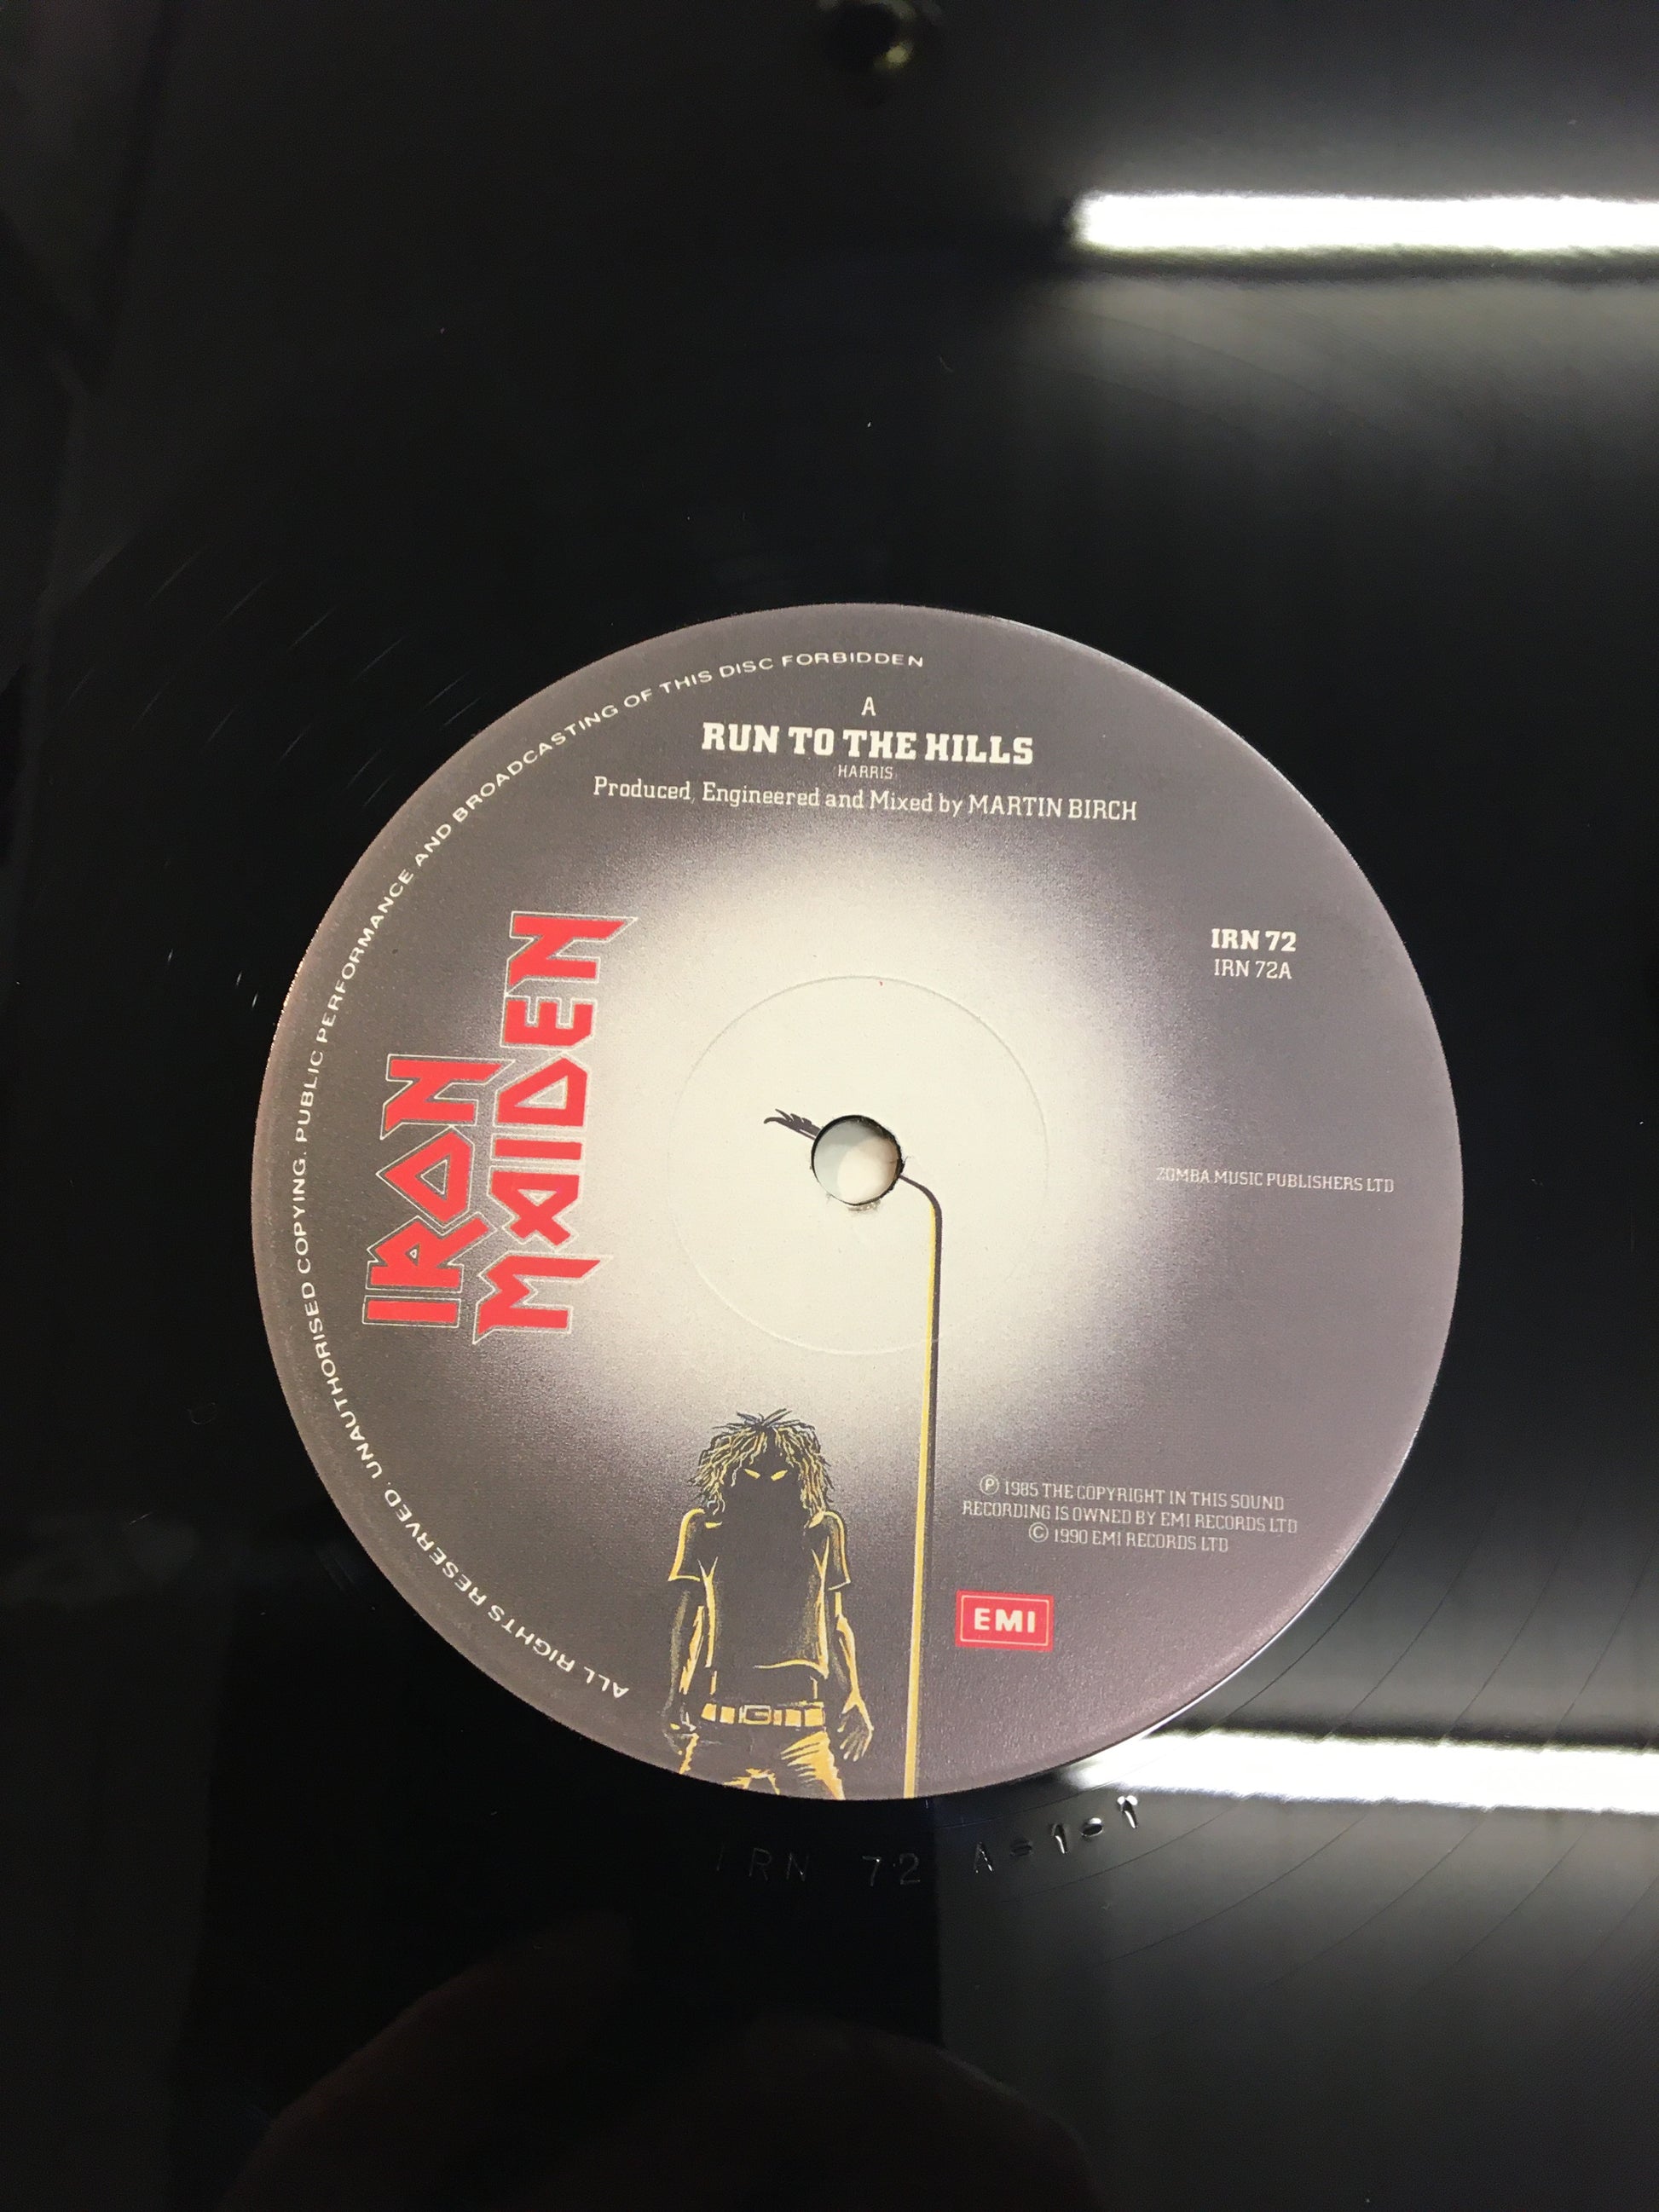 ALL RIGHTS RESERVED. UNAUTHORISED COPYING. PUBLIC PERFORMANCE AND BROADCASTING OF THIS DISC FORBIDDEN
A
RUN TO THE HILLS
HARRIS
Produced, Engineered and Mixed by MARTIN BIRCH
IRON
MAIDEN
IRN 72
IRN 72A
ZOMBA MUSIC PUBLISHERS LTD
℗ 1985 THE COPYRIGHT IN THIS SOUND
RECORDING IS OWNED BY EMI RECORDS LTD
© 1990 EMI RECORDS LTD
EMI
IRN 72 A-1-1